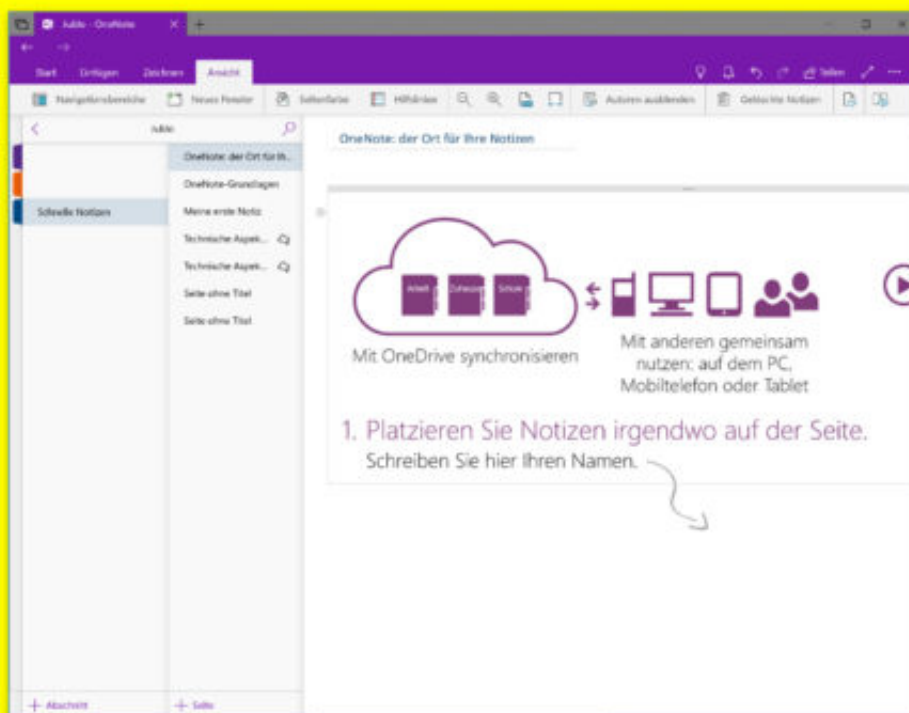 OneNote
Start Einfügen Zeichnen Ansicht Teilen
Navigationsbereiche Neues Fenster Seitenfarbe Hilfslinien Autoren ausblenden Gelöschte Notizen
OneNote: der Ort für Ih...
OneNote-Grundlagen
Schnelle Notizen
Meine erste Notiz
Technische Aspek...
Technische Aspek...
Seite ohne Titel
Seite ohne Titel
+ Abschnitt
+ Seite
OneNote: der Ort für Ihre Notizen
Arbeit Zuhause Schule
Mit OneDrive synchronisieren
Mit anderen gemeinsam
nutzen: auf dem PC,
Mobiltelefon oder Tablet
1. Platzieren Sie Notizen irgendwo auf der Seite.
Schreiben Sie hier Ihren Namen.